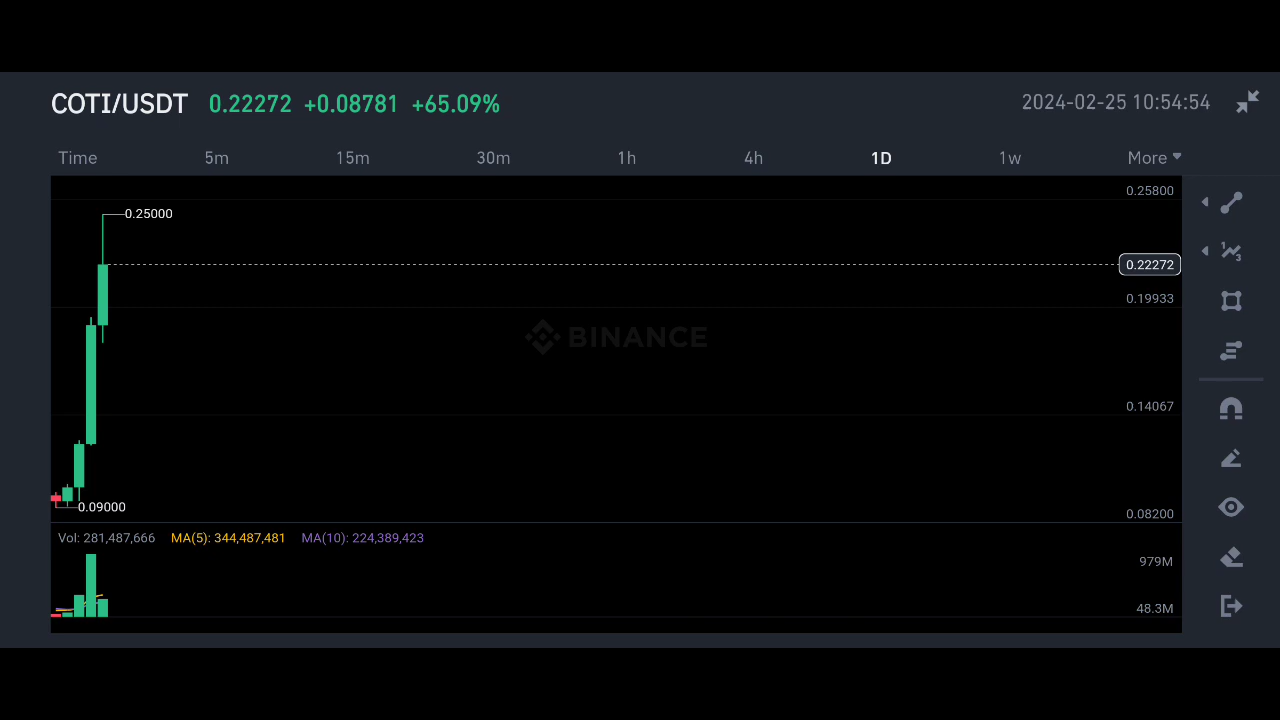 COTI/USDT 0.22272 +0.08781 +65.09% 2024-02-25 10:54:54
Time 5m 15m 30m 1h 4h 1D 1w More
0.25800
0.25000
0.22272
0.19933
BINANCE
0.14067
0.09000
0.08200
Vol: 281,487,666 MA(5): 344,487,481 MA(10): 224,389,423
979M
48.3M
1
3